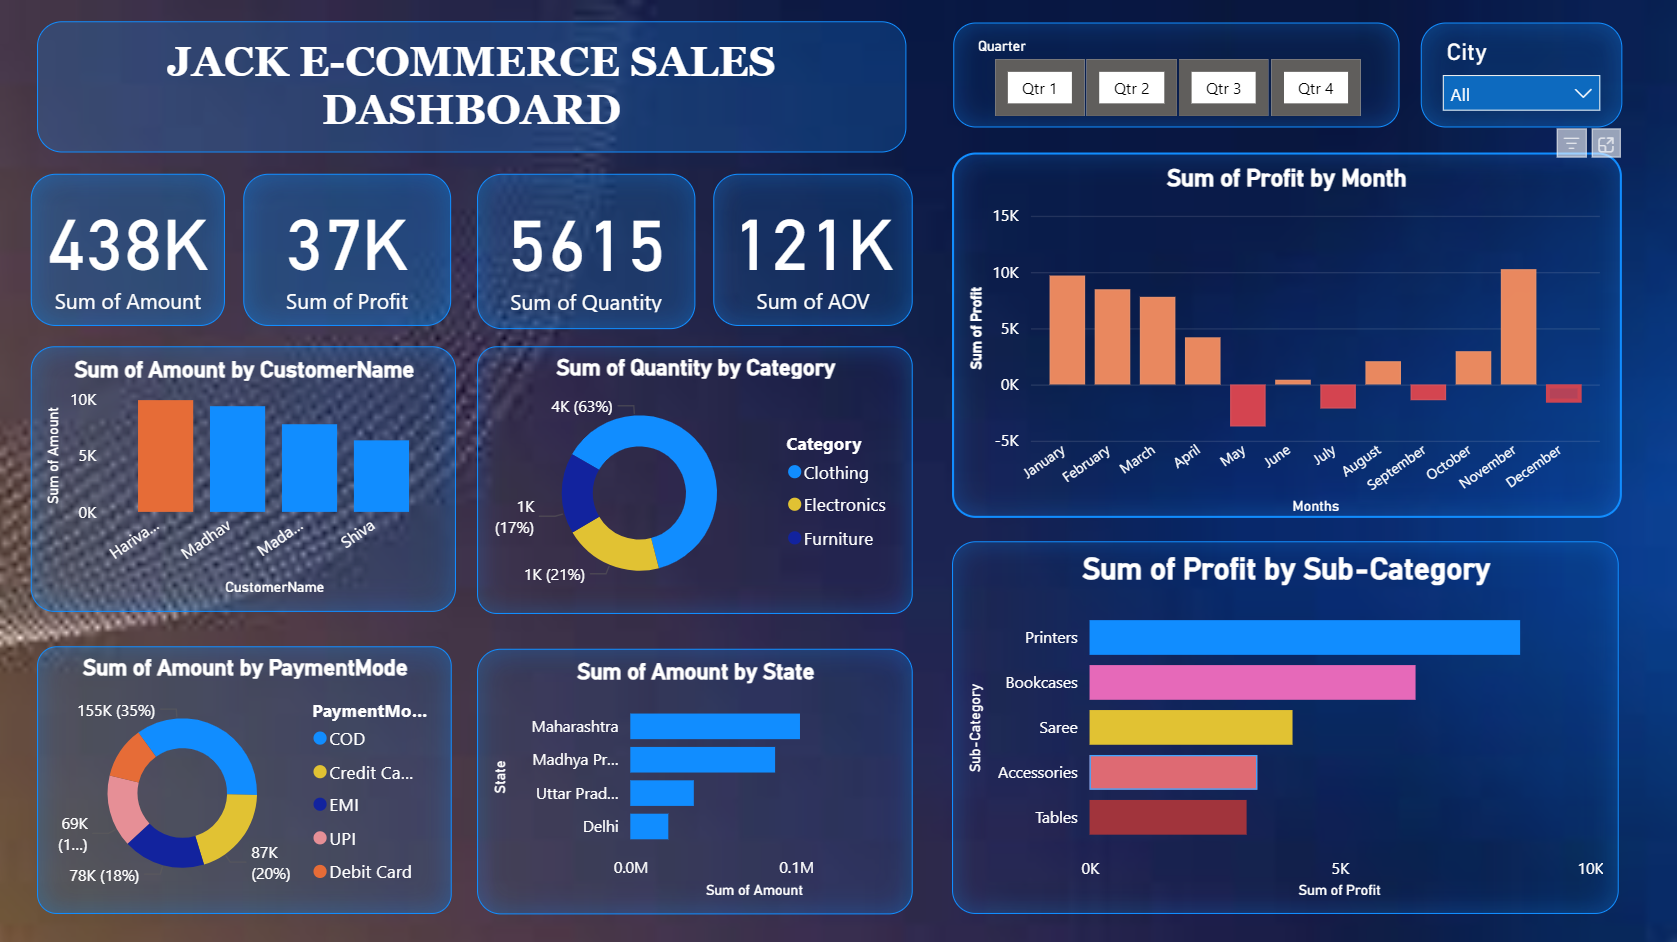 JACK E-COMMERCE SALES
DASHBOARD
Quarter
Qtr 1
Qtr 2
Qtr 3
Qtr 4
City
All
438K
Sum of Amount
37K
Sum of Profit
5615
Sum of Quantity
121K
Sum of AOV
Sum of Profit by Month
Sum of Profit
15K
10K
5K
0K
-5K
January
February
March
April
May
June
July
August
September
October
November
December
Months
Sum of Amount by CustomerName
Sum of Amount
10K
5K
0K
Hariva...
Madhav
Mada...
Shiva
CustomerName
Sum of Quantity by Category
4K (63%)
1K
(17%)
1K (21%)
Category
Clothing
Electronics
Furniture
Sum of Amount by PaymentMode
155K (35%)
69K
(1...)
78K (18%)
87K
(20%)
PaymentMo...
COD
Credit Ca...
EMI
UPI
Debit Card
Sum of Amount by State
State
Maharashtra
Madhya Pr...
Uttar Prad...
Delhi
0.0M
0.1M
Sum of Amount
Sum of Profit by Sub-Category
Sub-Category
Printers
Bookcases
Saree
Accessories
Tables
0K
5K
10K
Sum of Profit